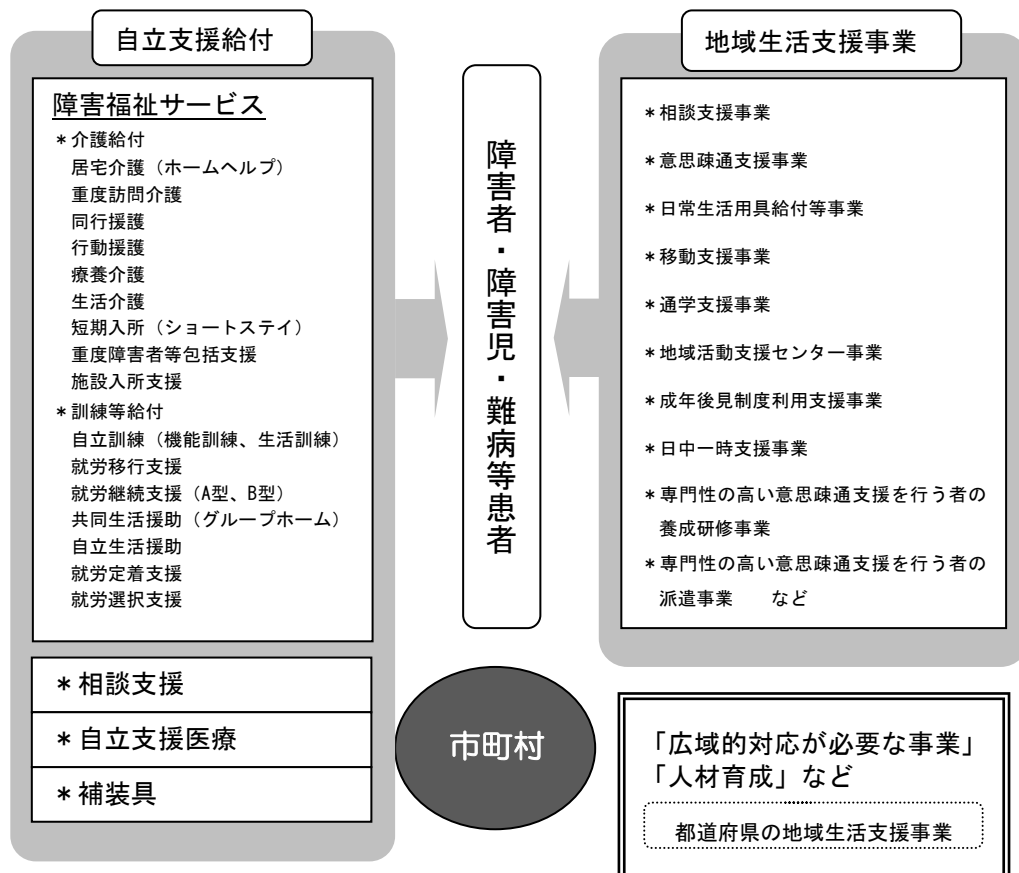 自立支援給付
障害福祉サービス
＊介護給付
居宅介護（ホームヘルプ）
重度訪問介護
同行援護
行動援護
療養介護
生活介護
短期入所（ショートステイ）
重度障害者等包括支援
施設入所支援
＊訓練等給付
自立訓練（機能訓練、生活訓練）
就労移行支援
就労継続支援（A型、B型）
共同生活援助（グループホーム）
自立生活援助
就労定着支援
就労選択支援
＊相談支援
＊自立支援医療
＊補装具
障害者・障害児・難病等患者
市町村
地域生活支援事業
＊相談支援事業
＊意思疎通支援事業
＊日常生活用具給付等事業
＊移動支援事業
＊通学支援事業
＊地域活動支援センター事業
＊成年後見制度利用支援事業
＊日中一時支援事業
＊専門性の高い意思疎通支援を行う者の
養成研修事業
＊専門性の高い意思疎通支援を行う者の
派遣事業　　など
「広域的対応が必要な事業」
「人材育成」など
都道府県の地域生活支援事業